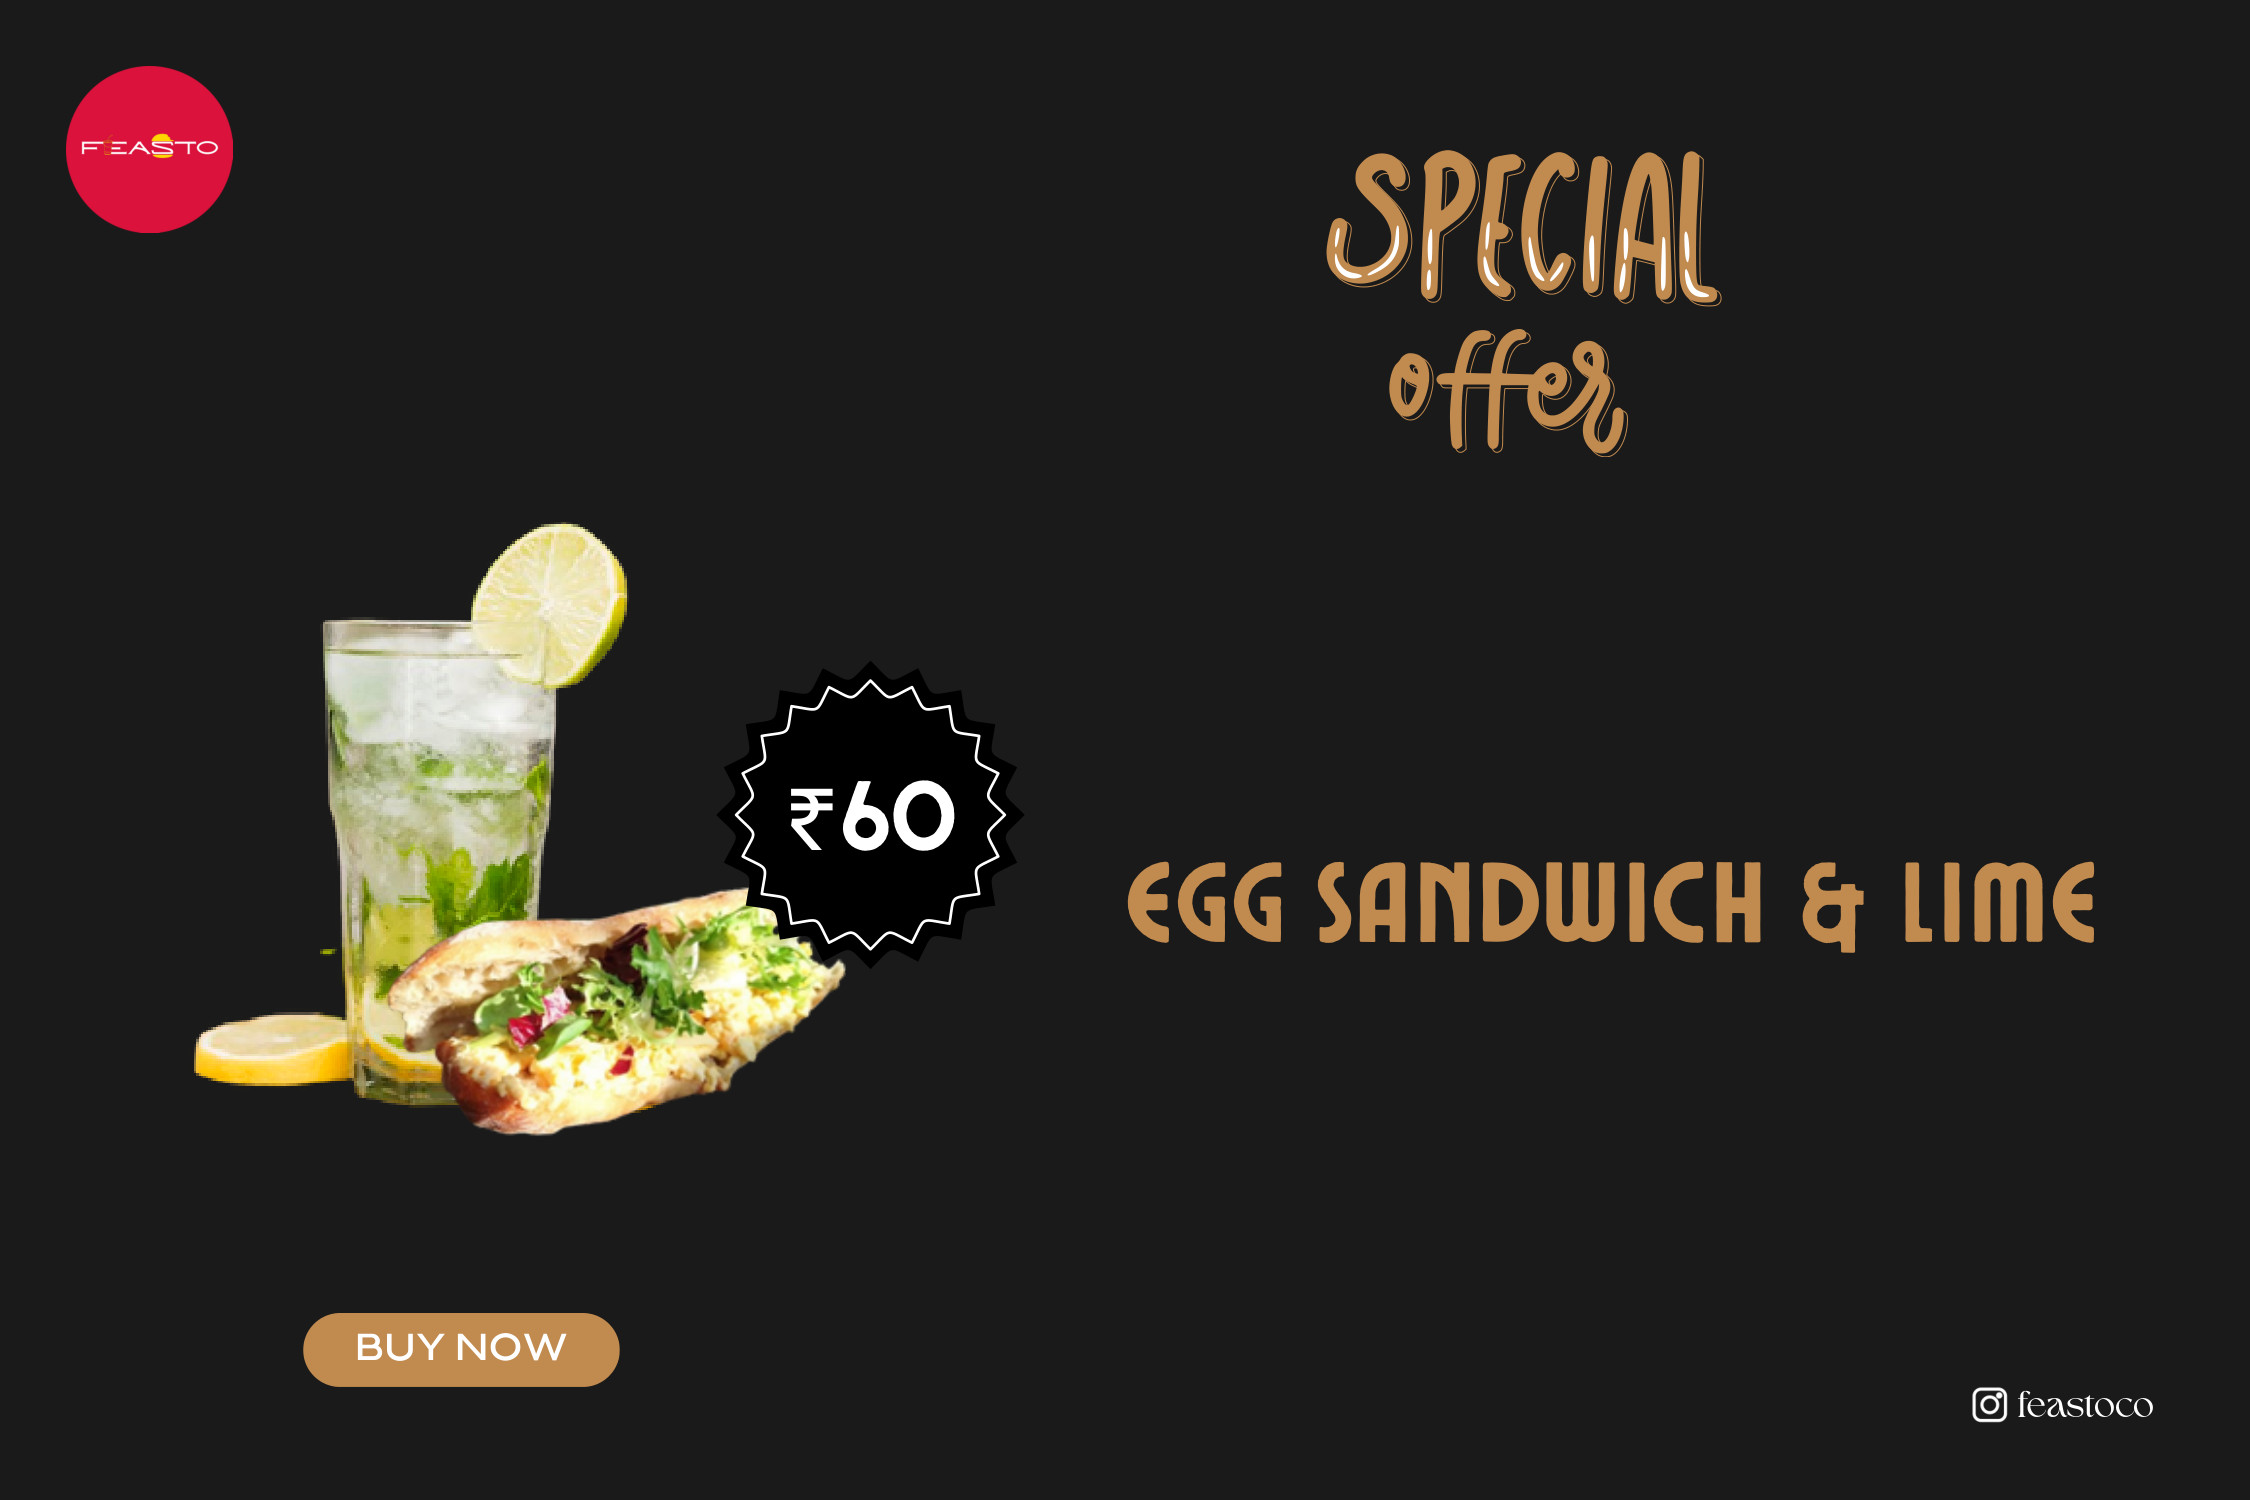 FEASTO
SPECIAL
offer
₹60
EGG SANDWICH & LIME
BUY NOW
feastoco